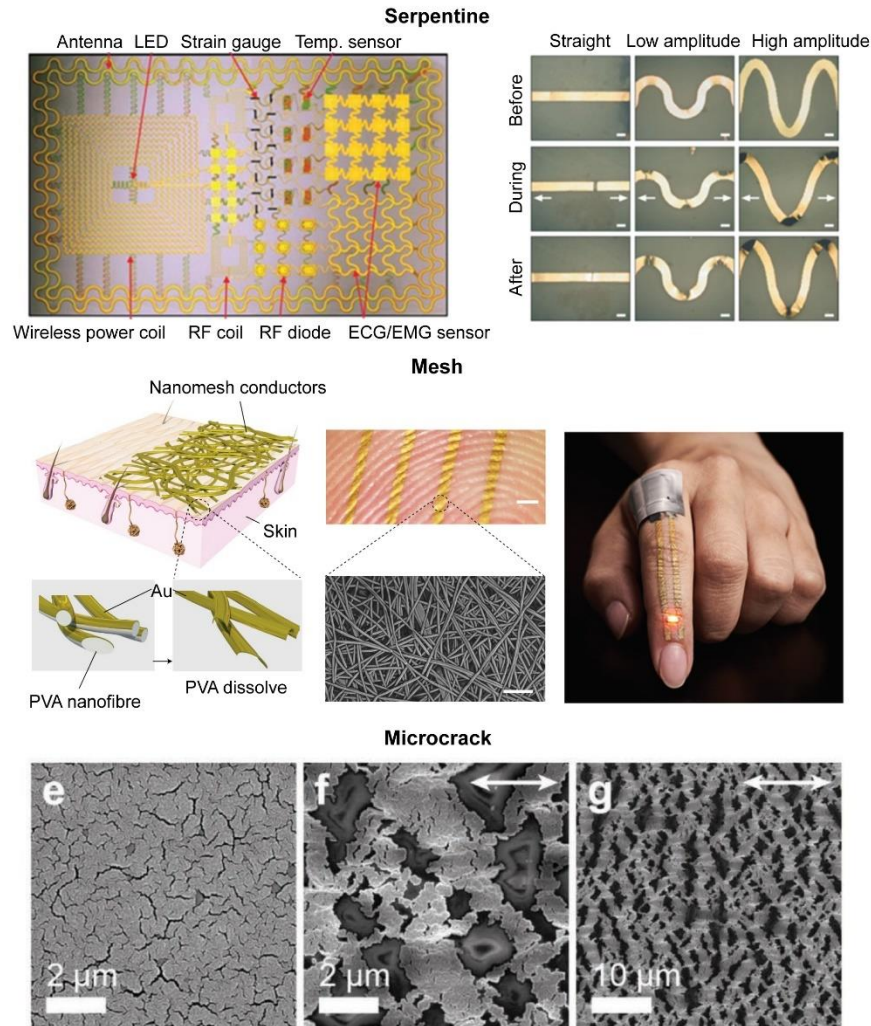 Serpentine
Antenna LED Strain gauge Temp. sensor
Wireless power coil RF coil RF diode ECG/EMG sensor
Straight Low amplitude High amplitude
Before
During
After
Mesh
Nanomesh conductors
Skin
Au
PVA nanofibre
PVA dissolve
Microcrack
e
2 μm
f
2 μm
g
10 μm